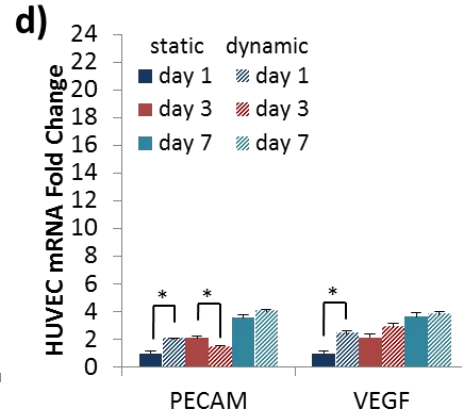 d)
HUVEC mRNA Fold Change
24
22
20
18
16
14
12
10
8
6
4
2
0
static dynamic
day 1 day 1
day 3 day 3
day 7 day 7
* * *
PECAM VEGF